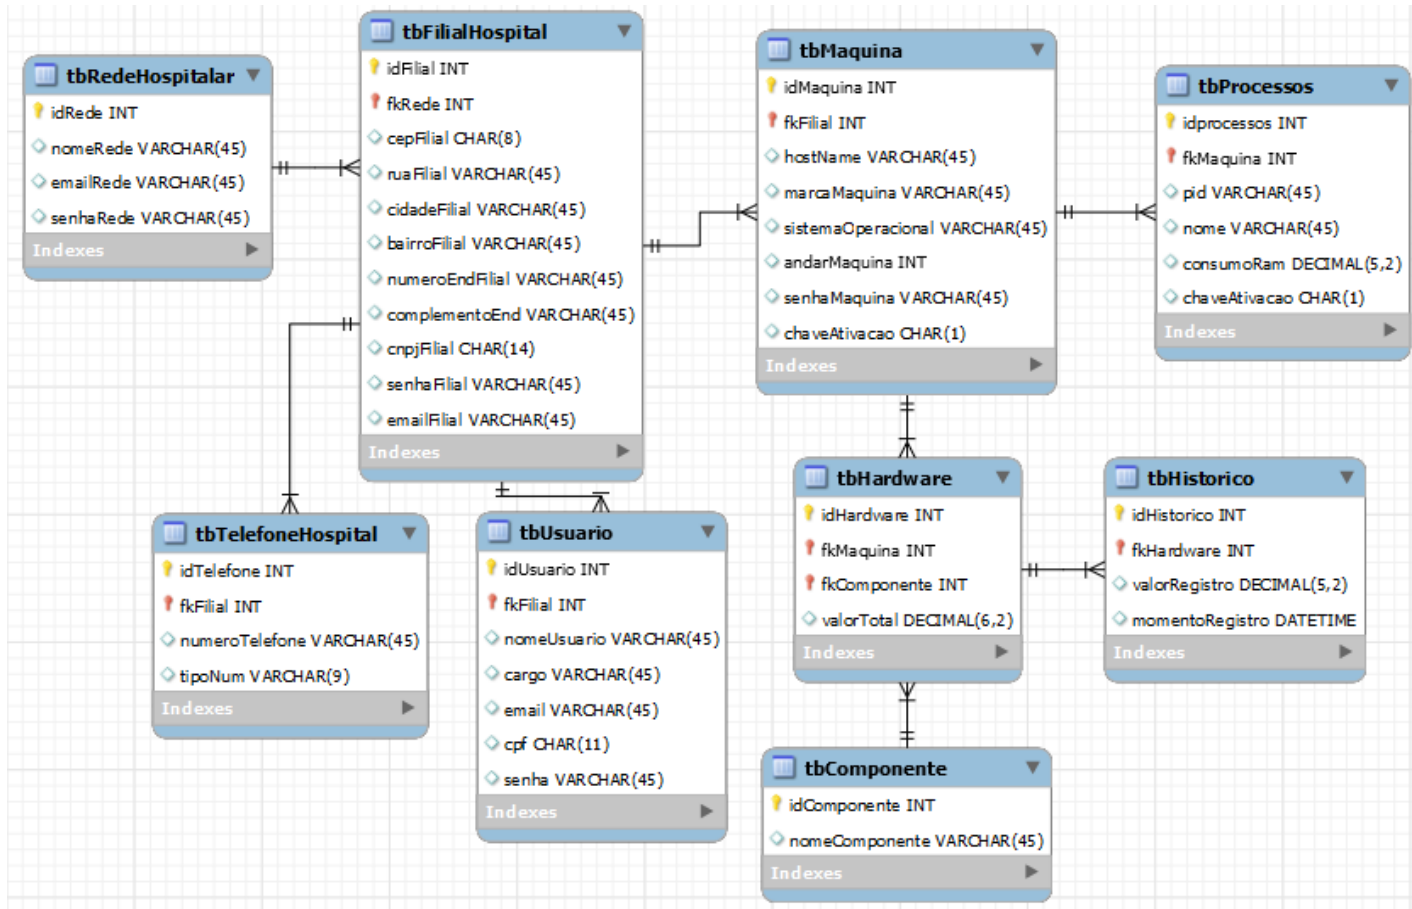 tbRedeHospitalar
idRede INT
nomeRede VARCHAR(45)
emailRede VARCHAR(45)
senhaRede VARCHAR(45)
Indexes
tbFilialHospital
idFilial INT
fkRede INT
cepFilial CHAR(8)
ruaFilial VARCHAR(45)
cidadeFilial VARCHAR(45)
bairroFilial VARCHAR(45)
numeroEndFilial VARCHAR(45)
complementoEnd VARCHAR(45)
cnpjFilial CHAR(14)
senhaFilial VARCHAR(45)
emailFilial VARCHAR(45)
Indexes
tbMaquina
idMaquina INT
fkFilial INT
hostName VARCHAR(45)
marcaMaquina VARCHAR(45)
sistemaOperacional VARCHAR(45)
andarMaquina INT
senhaMaquina VARCHAR(45)
chaveAtivacao CHAR(1)
Indexes
tbProcessos
idprocessos INT
fkMaquina INT
pid VARCHAR(45)
nome VARCHAR(45)
consumoRam DECIMAL(5,2)
chaveAtivacao CHAR(1)
Indexes
tbTelefoneHospital
idTelefone INT
fkFilial INT
numeroTelefone VARCHAR(45)
tipoNum VARCHAR(9)
Indexes
tbUsuario
idUsuario INT
fkFilial INT
nomeUsuario VARCHAR(45)
cargo VARCHAR(45)
email VARCHAR(45)
cpf CHAR(11)
senha VARCHAR(45)
Indexes
tbHardware
idHardware INT
fkMaquina INT
fkComponente INT
valorTotal DECIMAL(6,2)
Indexes
tbHistorico
idHistorico INT
fkHardware INT
valorRegistro DECIMAL(5,2)
momentoRegistro DATETIME
Indexes
tbComponente
idComponente INT
nomeComponente VARCHAR(45)
Indexes